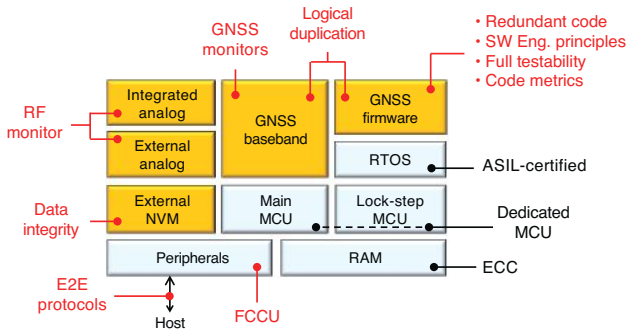 GNSS
monitors
Logical
duplication
• Redundant code
• SW Eng. principles
• Full testability
• Code metrics
RF
monitor
Integrated
analog
External
analog
GNSS
baseband
GNSS
firmware
RTOS
ASIL-certified
Data
integrity
External
NVM
Main
MCU
Lock-step
MCU
Dedicated
MCU
Peripherals
RAM
ECC
E2E
protocols
Host
FCCU